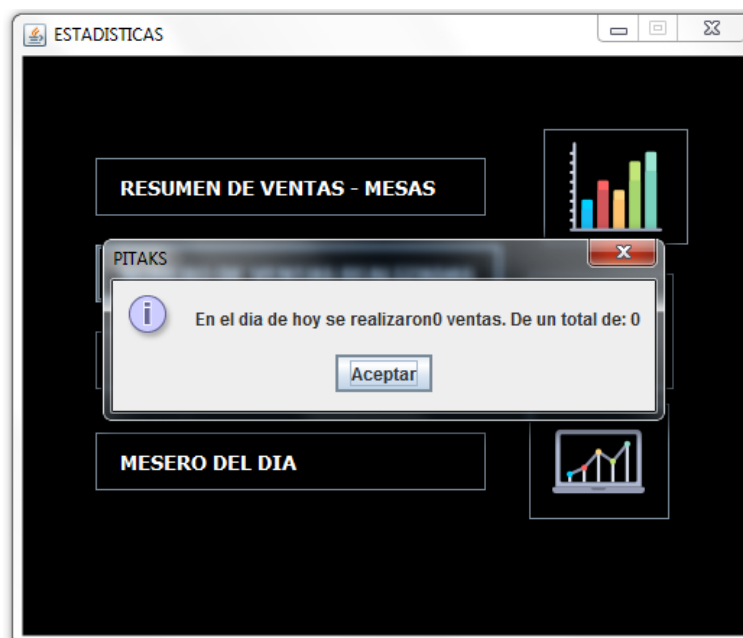 ESTADISTICAS
RESUMEN DE VENTAS - MESAS
PITAKS
En el dia de hoy se realizaron0 ventas. De un total de: 0
Aceptar
MESERO DEL DIA